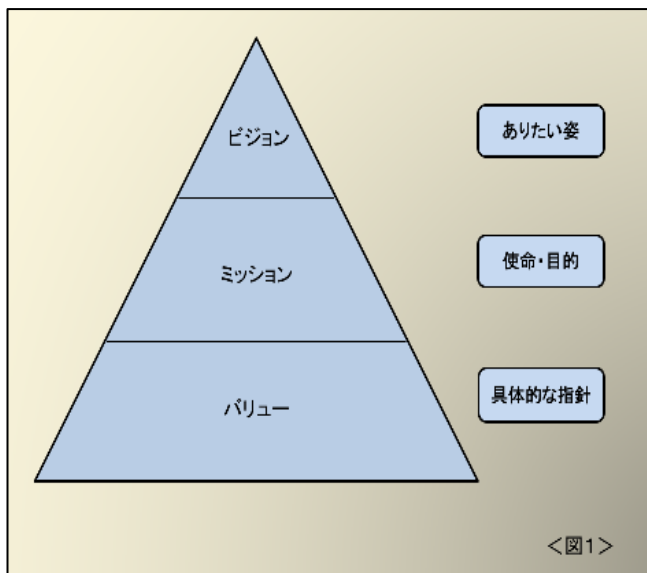 ビジョン
ありたい姿
ミッション
使命・目的
バリュー
具体的な指針
＜図1＞